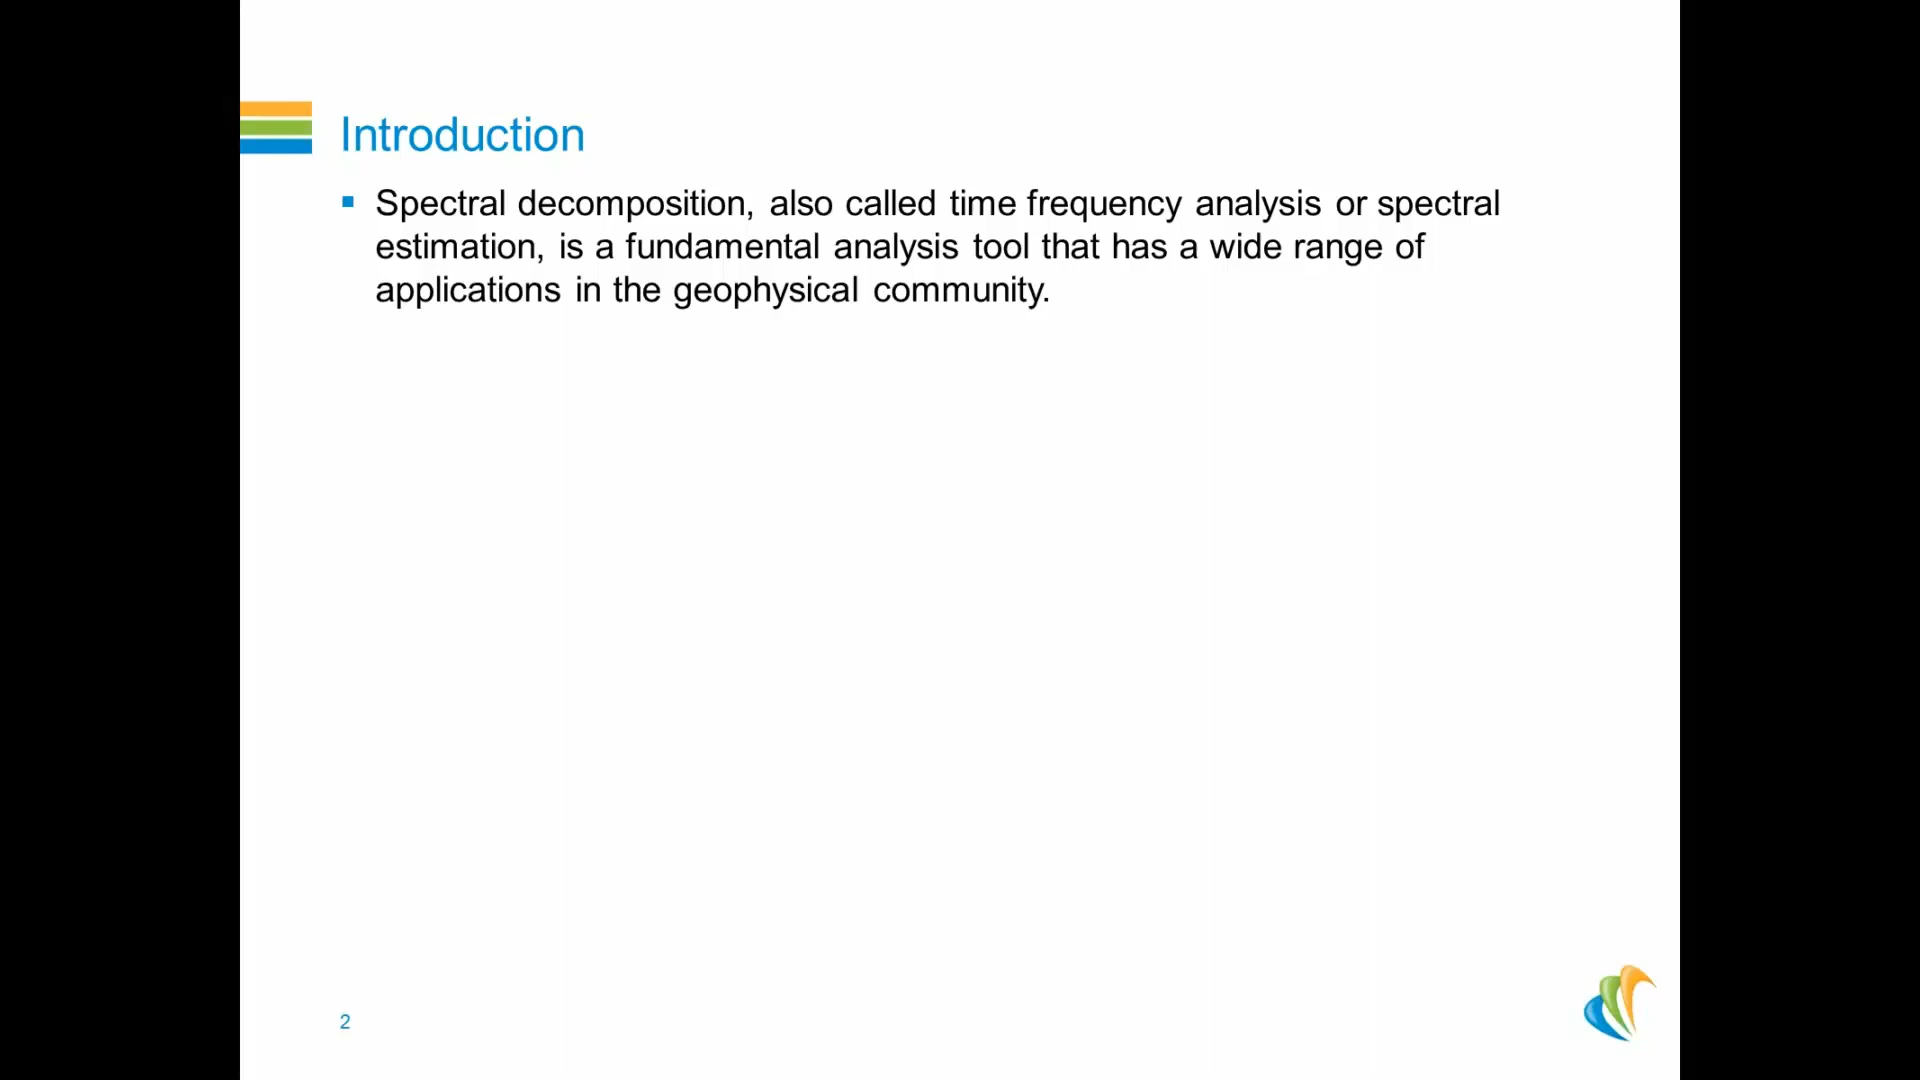 Introduction
Spectral decomposition, also called time frequency analysis or spectral
estimation, is a fundamental analysis tool that has a wide range of
applications in the geophysical community.
2